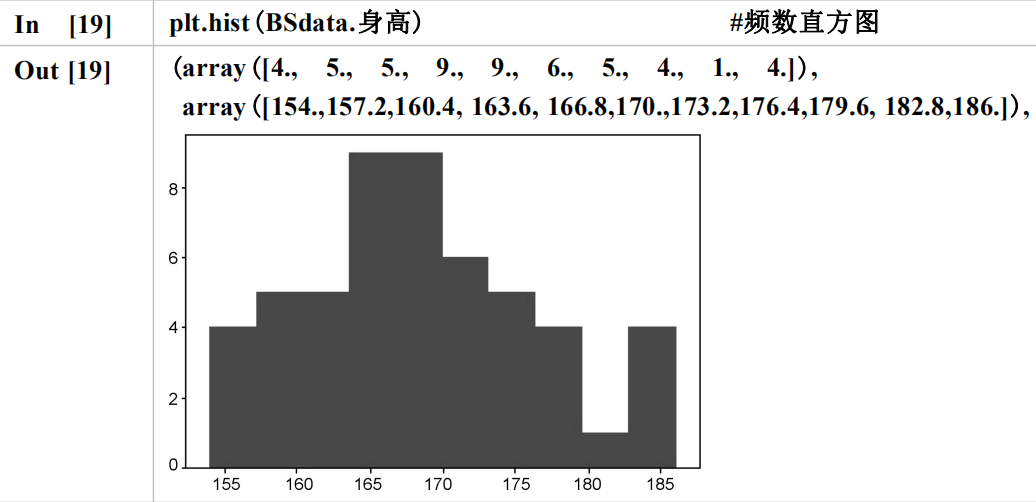 In [19] plt.hist(BSdata.身高) #频数直方图
Out [19] (array([4., 5., 5., 9., 9., 6., 5., 4., 1., 4.]),
array([154.,157.2,160.4, 163.6, 166.8,170.,173.2,176.4,179.6, 182.8,186.]),
8
6
4
2
0
155 160 165 170 175 180 185